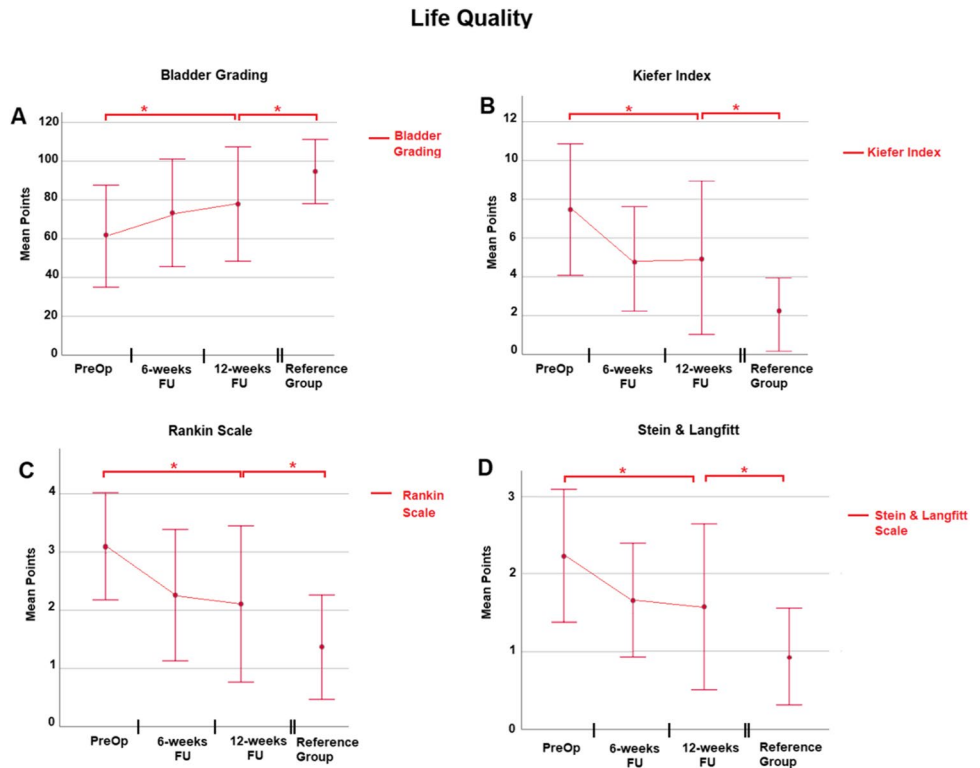 Life Quality
Bladder Grading
A
*
*
120
100
80
60
40
20
0
Mean Points
Bladder
Grading
PreOp
6-weeks
FU
12-weeks
FU
Reference
Group
Kiefer Index
B
*
*
12
10
8
6
4
2
0
Mean Points
Kiefer Index
PreOp
6-weeks
FU
12-weeks
FU
Reference
Group
Rankin Scale
C
*
*
4
3
2
1
0
Mean Points
Rankin
Scale
PreOp
6-weeks
FU
12-weeks
FU
Reference
Group
Stein & Langfitt
D
*
*
3
2
1
0
Mean Points
Stein & Langfitt
Scale
PreOp
6-weeks
FU
12-weeks
FU
Reference
Group